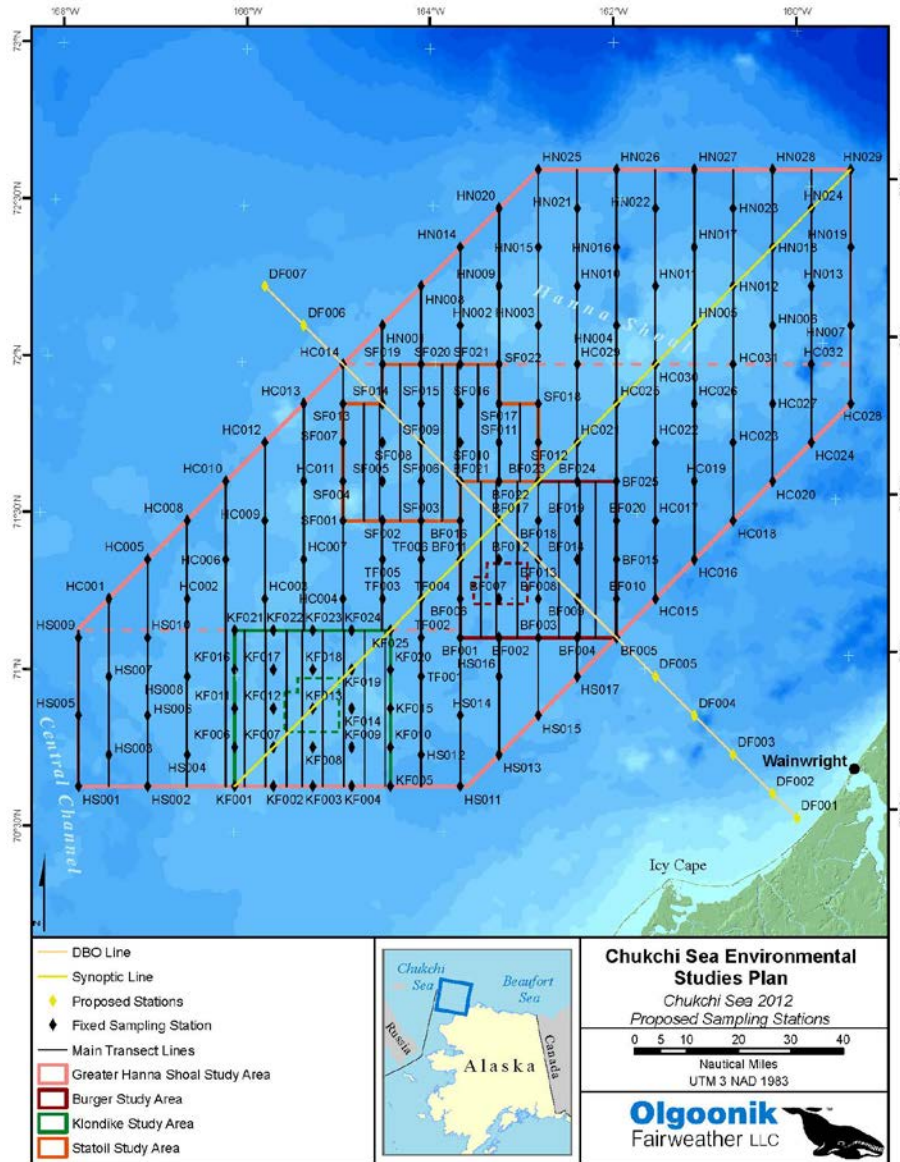 168°W 166°W 164°W 162°W 160°W
73°N
HN025 HN026 HN027 HN028 HN029
72°30'N
HN020 HN021 HN022 HN023 HN024
HN014 HN015 HN016 HN017 HN018 HN019
DF007 HN008 HN009 HN010 HN011 HN012 HN013
Hanna Shoal
DF006 HN001 HN002 HN003 HN004 HN005 HN006 HN007
72°N
HC014 SF019 SF020 SF021 SF022 HC029 HC030 HC031 HC032
HC013 SF014 SF015 SF016 SF017 SF018 HC025 HC026 HC027 HC028
HC012 SF013 SF007 SF008 SF009 SF010 SF011 SF012 HC021 HC022 HC023 HC024
HC010 HC011 SF004 SF005 SF006 BF021 BF022 BF023 BF024 BF025 HC019 HC020
71°30'N
HC008 HC009 SF001 SF002 SF003 BF016 BF017 BF018 BF019 BF020 HC017 HC018
HC005 HC006 HC007 TF005 TF006 BF011 BF012 BF013 BF014 BF015 HC016
HC001 HC002 HC003 HC004 TF003 TF004 BF006 BF007 BF008 BF009 BF010 HC015
HS009 HS010 KF021 KF022 KF023 KF024 KF025 TF002 BF001 BF002 BF003 BF004 BF005
71°N
HS007 HS008 KF016 KF017 KF018 KF019 KF020 TF001 HS016 HS017 DF005
HS005 HS006 KF011 KF012 KF013 KF014 KF015 HS014 HS015 DF004
Central Channel
HS003 HS004 KF006 KF007 KF008 KF009 KF010 HS012 HS013 DF003
Wainwright
HS001 HS002 KF001 KF002 KF003 KF004 KF005 HS011 DF002
70°30'N
DF001
Icy Cape
N
DBO Line
Synoptic Line
Proposed Stations
Fixed Sampling Station
Main Transect Lines
Greater Hanna Shoal Study Area
Burger Study Area
Klondike Study Area
Statoil Study Area
Chukchi
Sea
Beaufort
Sea
Russia
Alaska
Canada
Chukchi Sea Environmental
Studies Plan
Chukchi Sea 2012
Proposed Sampling Stations
0 5 10 20 30 40
Nautical Miles
UTM 3 NAD 1983
Olgoonik
Fairweather LLC